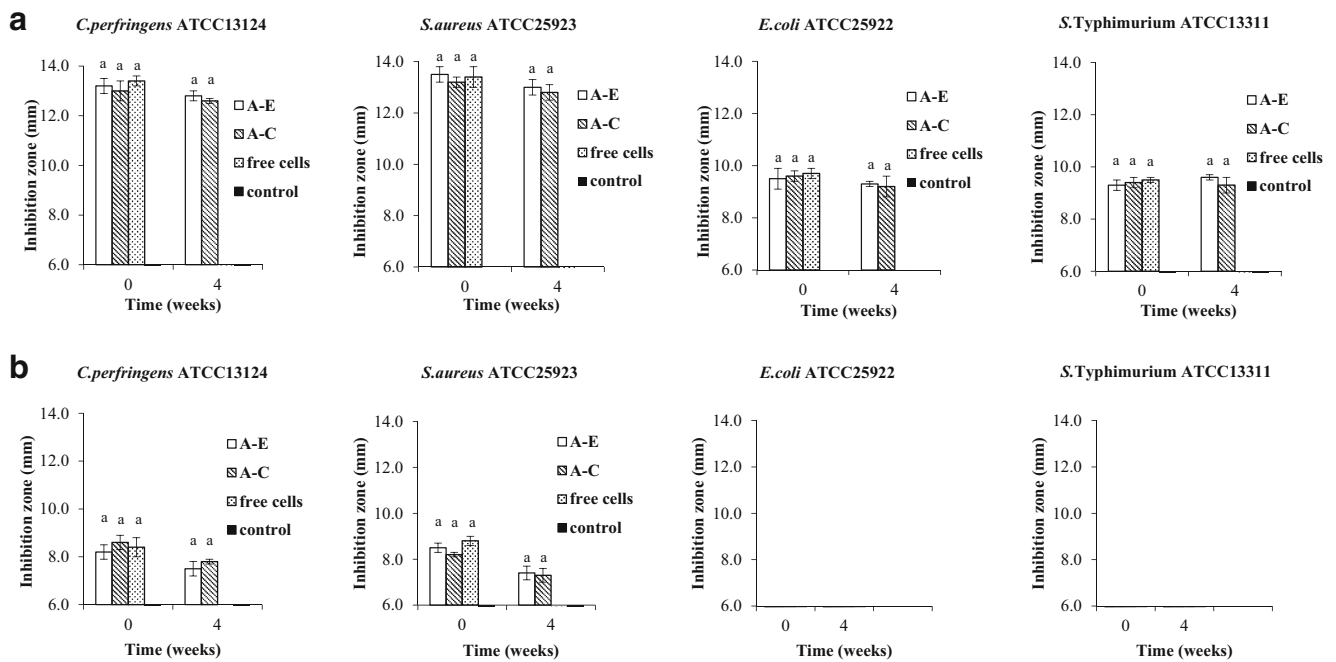 a
C.perfringens ATCC13124
14.0
12.0
10.0
8.0
6.0
Inhibition zone (mm)
a a a
a a
0
4
Time (weeks)
A-E
A-C
free cells
control
S.aureus ATCC25923
14.0
12.0
10.0
8.0
6.0
Inhibition zone (mm)
a a a
a a
0
4
Time (weeks)
A-E
A-C
free cells
control
E.coli ATCC25922
14.0
12.0
10.0
8.0
6.0
Inhibition zone (mm)
a a a
a a
0
4
Time (weeks)
A-E
A-C
free cells
control
S.Typhimurium ATCC13311
14.0
12.0
10.0
8.0
6.0
Inhibition zone (mm)
a a a
a a
0
4
Time (weeks)
A-E
A-C
free cells
control
b
C.perfringens ATCC13124
14.0
12.0
10.0
8.0
6.0
Inhibition zone (mm)
a a a
a a
0
4
Time (weeks)
A-E
A-C
free cells
control
S.aureus ATCC25923
14.0
12.0
10.0
8.0
6.0
Inhibition zone (mm)
a a a
a a
0
4
Time (weeks)
A-E
A-C
free cells
control
E.coli ATCC25922
14.0
12.0
10.0
8.0
6.0
Inhibition zone (mm)
0
4
Time (weeks)
S.Typhimurium ATCC13311
14.0
12.0
10.0
8.0
6.0
Inhibition zone (mm)
0
4
Time (weeks)